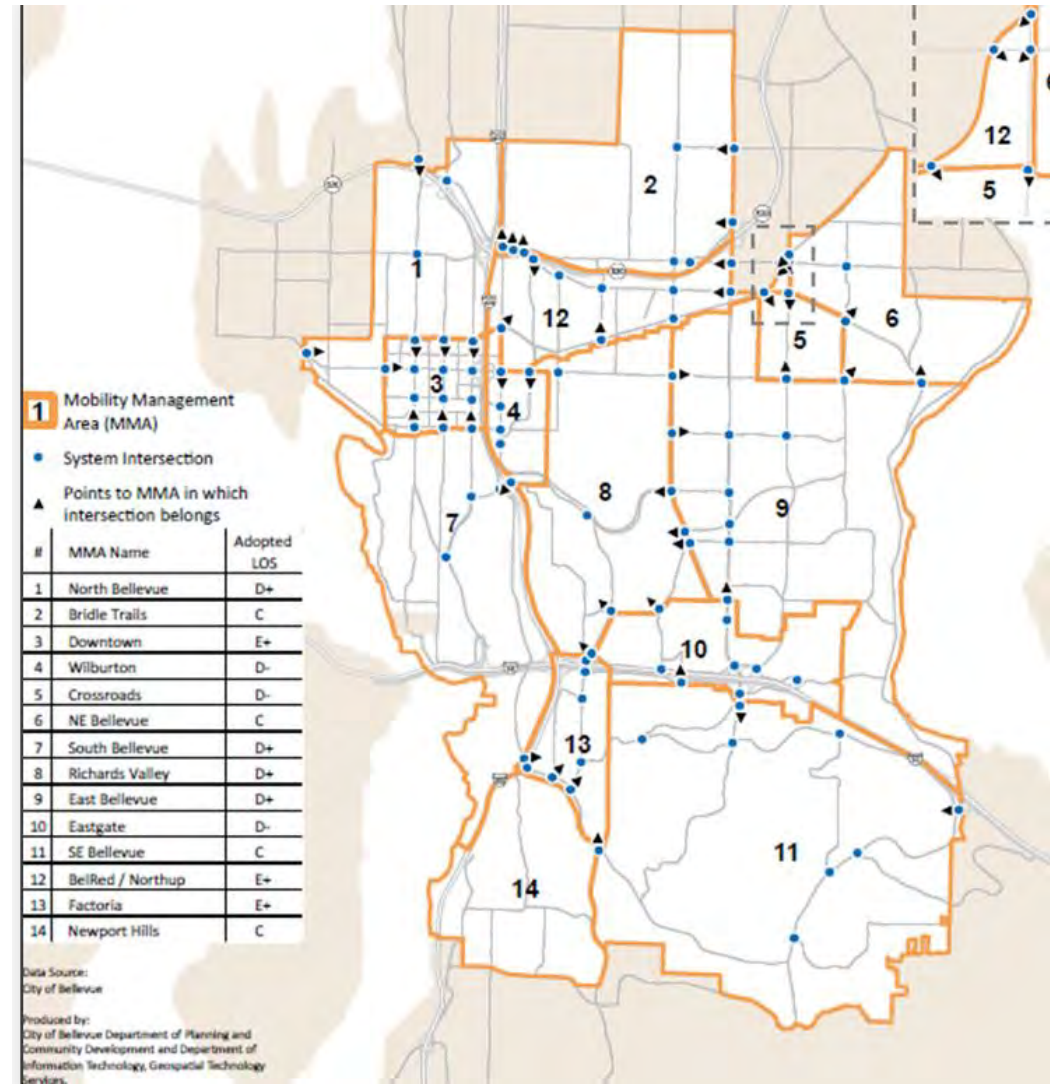 12
5
2
1
12
6
5
3
4
1 Mobility Management
Area (MMA)
System Intersection
Points to MMA in which
intersection belongs
8
9
7
# MMA Name Adopted
LOS
1 North Bellevue D+
2 Bridle Trails C
3 Downtown E+
4 Wilburton D-
5 Crossroads D-
6 NE Bellevue C
7 South Bellevue D+
8 Richards Valley D+
9 East Bellevue D+
10 Eastgate D-
11 SE Bellevue C
12 BelRed / Northup E+
13 Factoria E+
14 Newport Hills C
10
13
11
14
Data Source:
City of Bellevue
Produced by:
City of Bellevue Department of Planning and
Community Development and Department of
Information Technology, Geospatial Technology
Services.